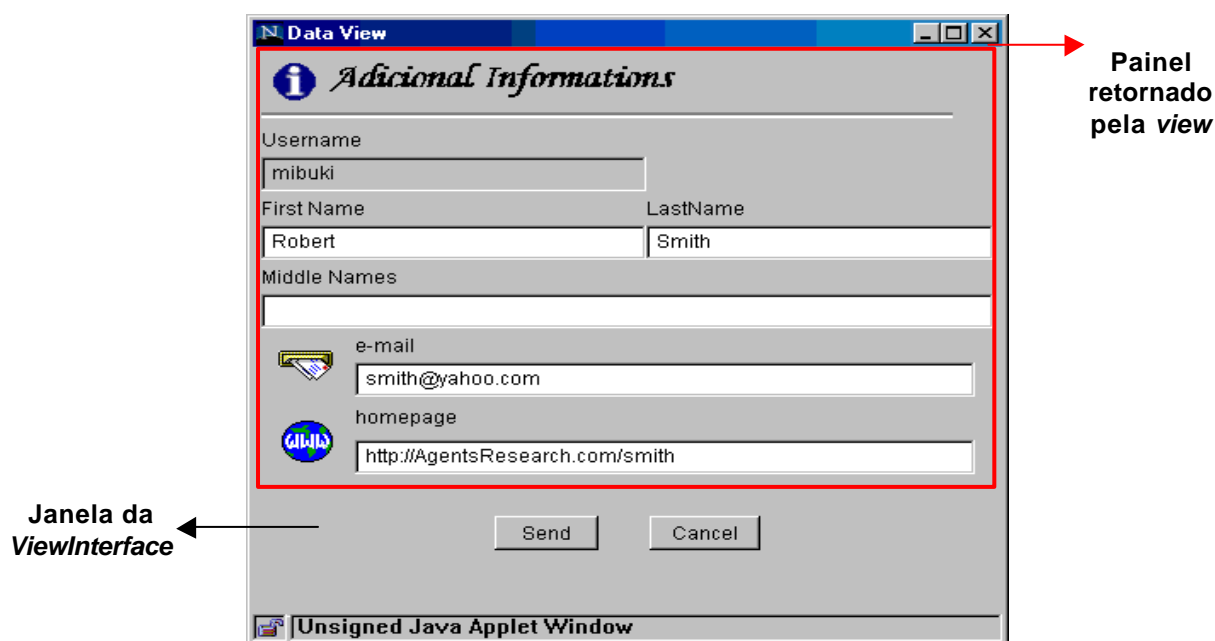 Data View
Adicional Informations
Painel
retornado
pela view
Username
mibuki
First Name LastName
Robert Smith
Middle Names
e-mail
smith@yahoo.com
homepage
WWW
http://AgentsResearch.com/smith
Janela da
ViewInterface
Send Cancel
Unsigned Java Applet Window